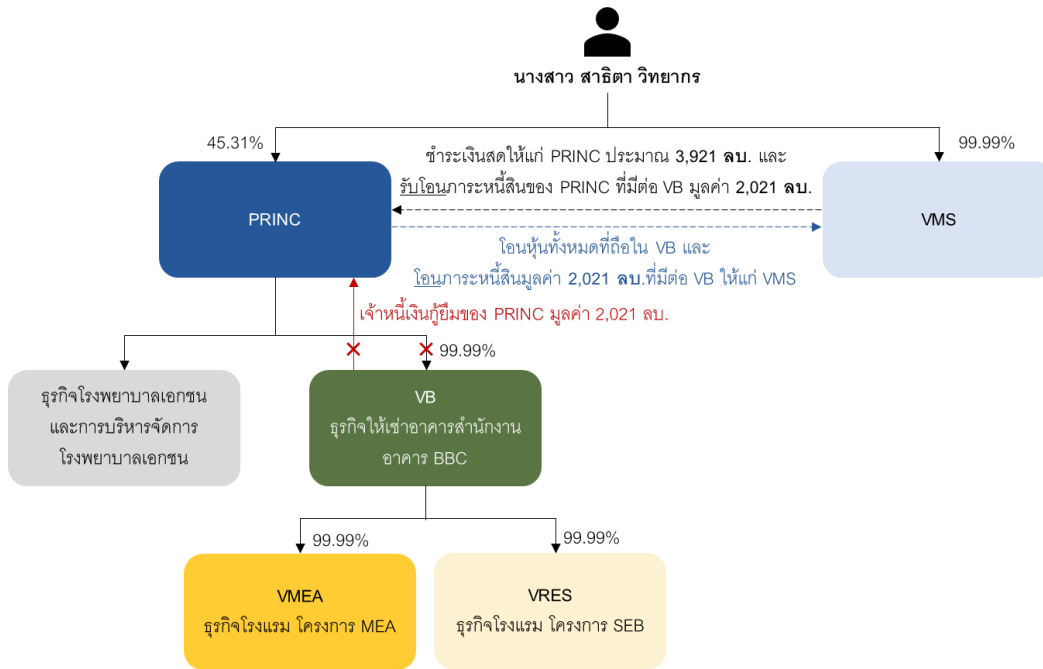 นางสาว สาธิตา วิทยากร
45.31%
99.99%
ชำระเงินสดให้แก่ PRINC ประมาณ 3,921 ลบ. และ
รับโอนภาระหนี้สินของ PRINC ที่มีต่อ VB มูลค่า 2,021 ลบ.
PRINC
VMS
โอนหุ้นทั้งหมดที่ถือใน VB และ
โอนภาระหนี้สินมูลค่า 2,021 ลบ.ที่มีต่อ VB ให้แก่ VMS
เจ้าหนี้เงินกู้ยืมของ PRINC มูลค่า 2,021 ลบ.
99.99%
ธุรกิจโรงพยาบาลเอกชน
และการบริหารจัดการ
โรงพยาบาลเอกชน
VB
ธุรกิจให้เช่าอาคารสำนักงาน
อาคาร BBC
99.99%
99.99%
VMEA
ธุรกิจโรงแรม โครงการ MEA
VRES
ธุรกิจโรงแรม โครงการ SEB